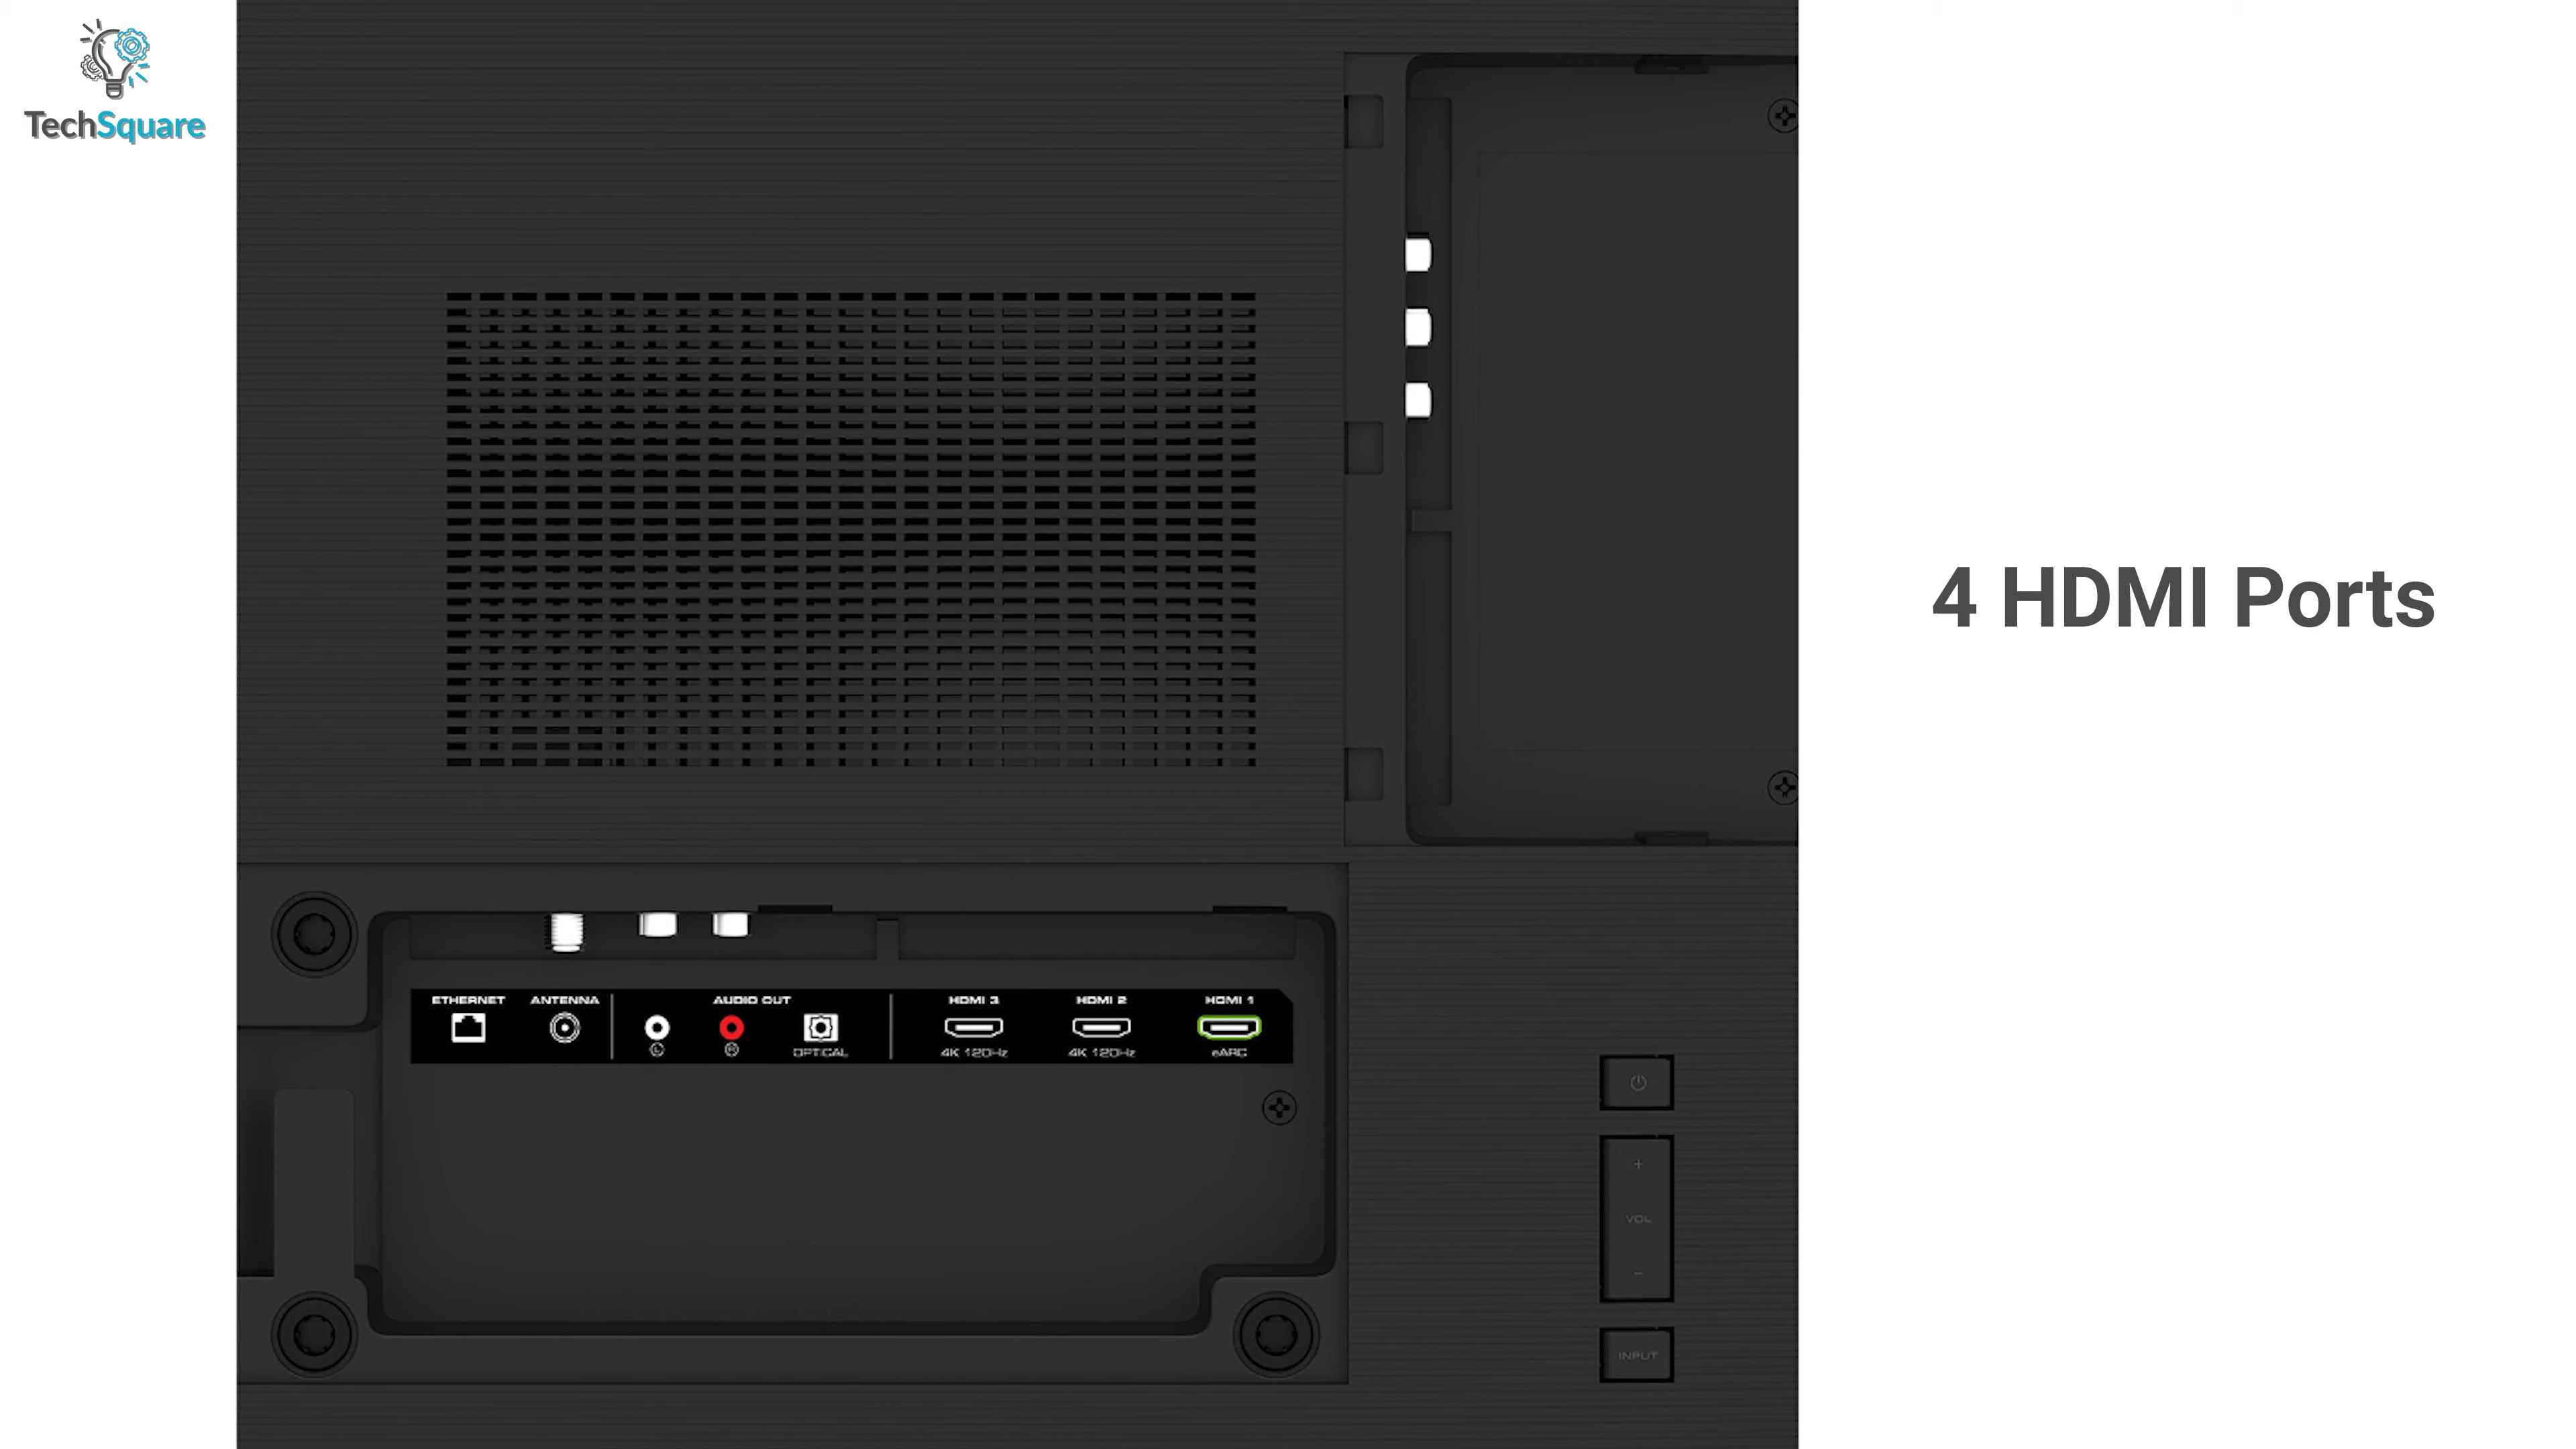 TechSquare
4 HDMI Ports
ETHERNET ANTENNA AUDIO OUT HDMI 3 HDMI 2 HDMI 1
L R OPTICAL 4K 120Hz 4K 120Hz eARC
+
VOL
-
INPUT